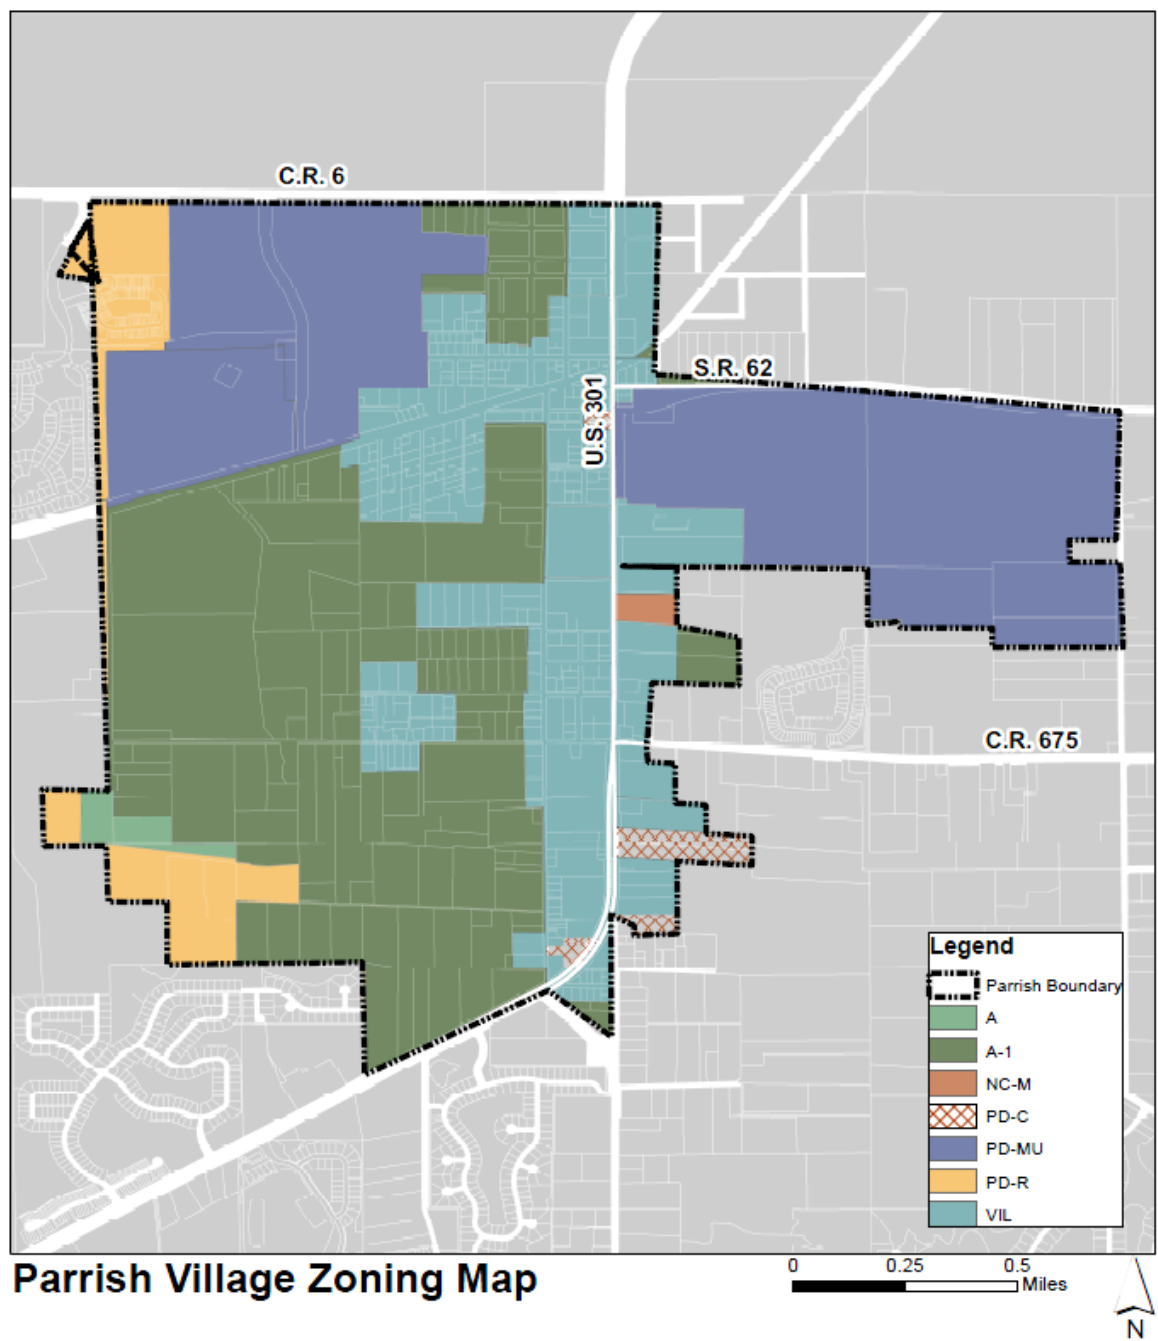 C.R. 6
S.R. 62
U.S. 301
C.R. 675
Legend
Parrish Boundary
A
A-1
NC-M
PD-C
PD-MU
PD-R
VIL
Parrish Village Zoning Map
0 0.25 0.5
Miles
N